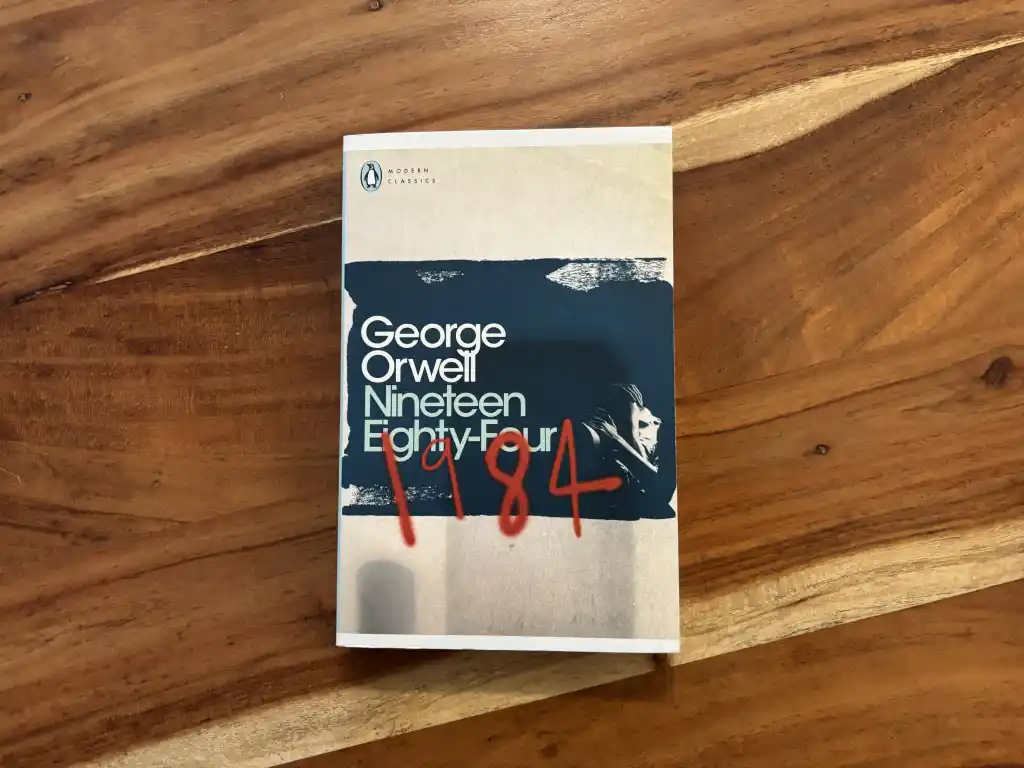 MODERN
CLASSICS
George
Orwell
Nineteen
Eighty-Four
1984